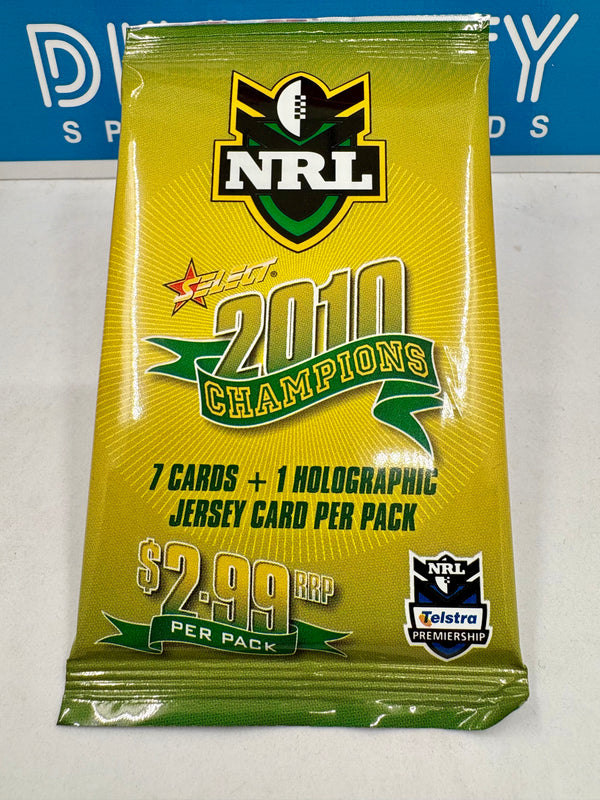 NRL
SELECT®
2010
CHAMPIONS
7 CARDS + 1 HOLOGRAPHIC
JERSEY CARD PER PACK
$2.99 RRP
PER PACK
NRL
Telstra
PREMIERSHIP